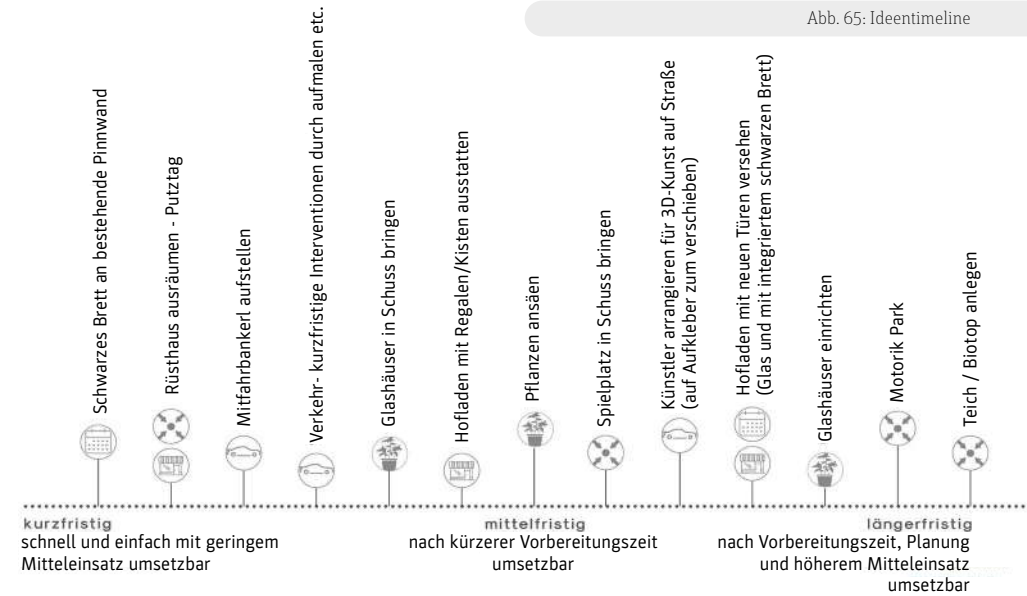 Abb. 65: Ideentimeline
Schwarzes Brett an bestehende Pinnwand
Rüsthaus ausräumen - Putztag
Mitfahrbankerl aufstellen
Verkehr- kurzfristige Interventionen durch aufmalen etc.
Glashäuser in Schuss bringen
Hofladen mit Regalen/Kisten ausstatten
Pflanzen ansäen
Spielplatz in Schuss bringen
Künstler arrangieren für 3D-Kunst auf Straße
(auf Aufkleber zum verschieben)
Hofladen mit neuen Türen versehen
(Glas und mit integriertem schwarzen Brett)
Glashäuser einrichten
Motorik Park
Teich / Biotop anlegen
kurzfristig
schnell und einfach mit geringem
Mitteleinsatz umsetzbar
mittelfristig
nach kürzerer Vorbereitungszeit
umsetzbar
längerfristig
nach Vorbereitungszeit, Planung
und höherem Mitteleinsatz
umsetzbar